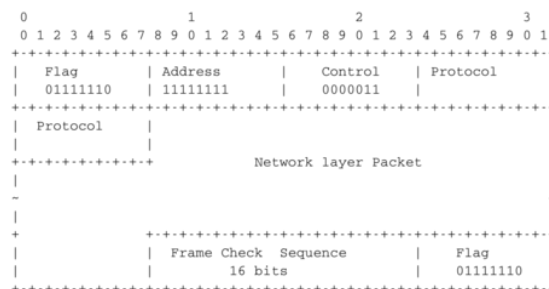 0 1 2 3
0 1 2 3 4 5 6 7 8 9 0 1 2 3 4 5 6 7 8 9 0 1 2 3 4 5 6 7 8 9 0 1
+-+-+-+-+-+-+-+-+-+-+-+-+-+-+-+-+-+-+-+-+-+-+-+-+-+-+-+-+-+-+-+-
| Flag | Address | Control | Protocol
| 01111110 | 11111111 | 0000011 |
+-+-+-+-+-+-+-+-+-+-+-+-+-+-+-+-+-+-+-+-+-+-+-+-+-+-+-+-+-+-+-+-
| Protocol |
| |
+-+-+-+-+-+-+-+-+ Network layer Packet
|
~
|
+ +-+-+-+-+-+-+-+-+-+-+-+-+-+-+-+-+-+-+-+-+-+-+-+-
| | Frame Check Sequence | Flag
| | 16 bits | 01111110
+-+-+-+-+-+-+-+-+-+-+-+-+-+-+-+-+-+-+-+-+-+-+-+-+-+-+-+-+-+-+-+-